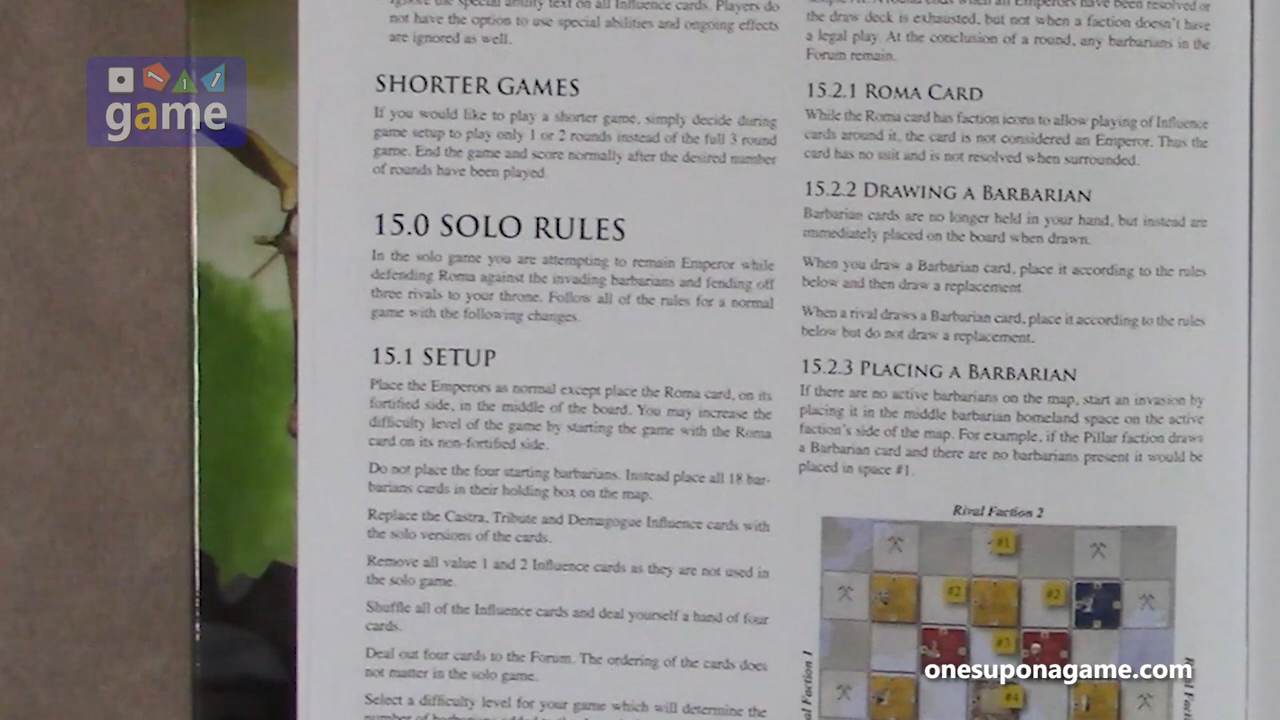 game
ignore the special ability text on all Influence cards. Players do
not have the option to use special abilities and ongoing effects
are ignored as well.
SHORTER GAMES
If you would like to play a shorter game, simply decide during
game setup to play only 1 or 2 rounds instead of the full 3 round
game. End the game and score normally after the desired number
of rounds have been played.
15.0 SOLO RULES
In the solo game you are attempting to remain Emperor while
defending Roma against the invading barbarians and fending off
three rivals to your throne. Follow all of the rules for a normal
game with the following changes.
15.1 SETUP
Place the Emperors as normal except place the Roma card, on its
fortified side, in the middle of the board. You may increase the
difficulty level of the game by starting the game with the Roma
card on its non-fortified side.
Do not place the four starting barbarians. Instead place all 18 bar-
barians cards in their holding box on the map.
Replace the Castra, Tribute and Demagogue Influence cards with
the solo versions of the cards.
Remove all value 1 and 2 Influence cards as they are not used in
the solo game.
Shuffle all of the Influence cards and deal yourself a hand of four
cards.
Deal out four cards to the Forum. The ordering of the cards does
not matter in the solo game.
Select a difficulty level for your game which will determine the
number of barbarians added to the
Emperors have been resolved or
the draw deck is exhausted, but not when a faction doesn't have
a legal play. At the conclusion of a round, any barbarians in the
Forum remain.
15.2.1 ROMA CARD
While the Roma card has faction icons to allow playing of Influence
cards around it, the card is not considered an Emperor. Thus the
card has no suit and is not resolved when surrounded.
15.2.2 DRAWING A BARBARIAN
Barbarian cards are no longer held in your hand, but instead are
immediately placed on the board when drawn.
When you draw a Barbarian card, place it according to the rules
below and then draw a replacement.
When a rival draws a Barbarian card, place it according to the rules
below but do not draw a replacement.
15.2.3 PLACING A BARBARIAN
If there are no active barbarians on the map, start an invasion by
placing it in the middle barbarian homeland space on the active
faction's side of the map. For example, if the Pillar faction draws
a Barbarian card and there are no barbarians present it would be
placed in space #1.
Rival Faction 2
#1
#2 #2
#3
#4
Faction 1
onesuponagame.com